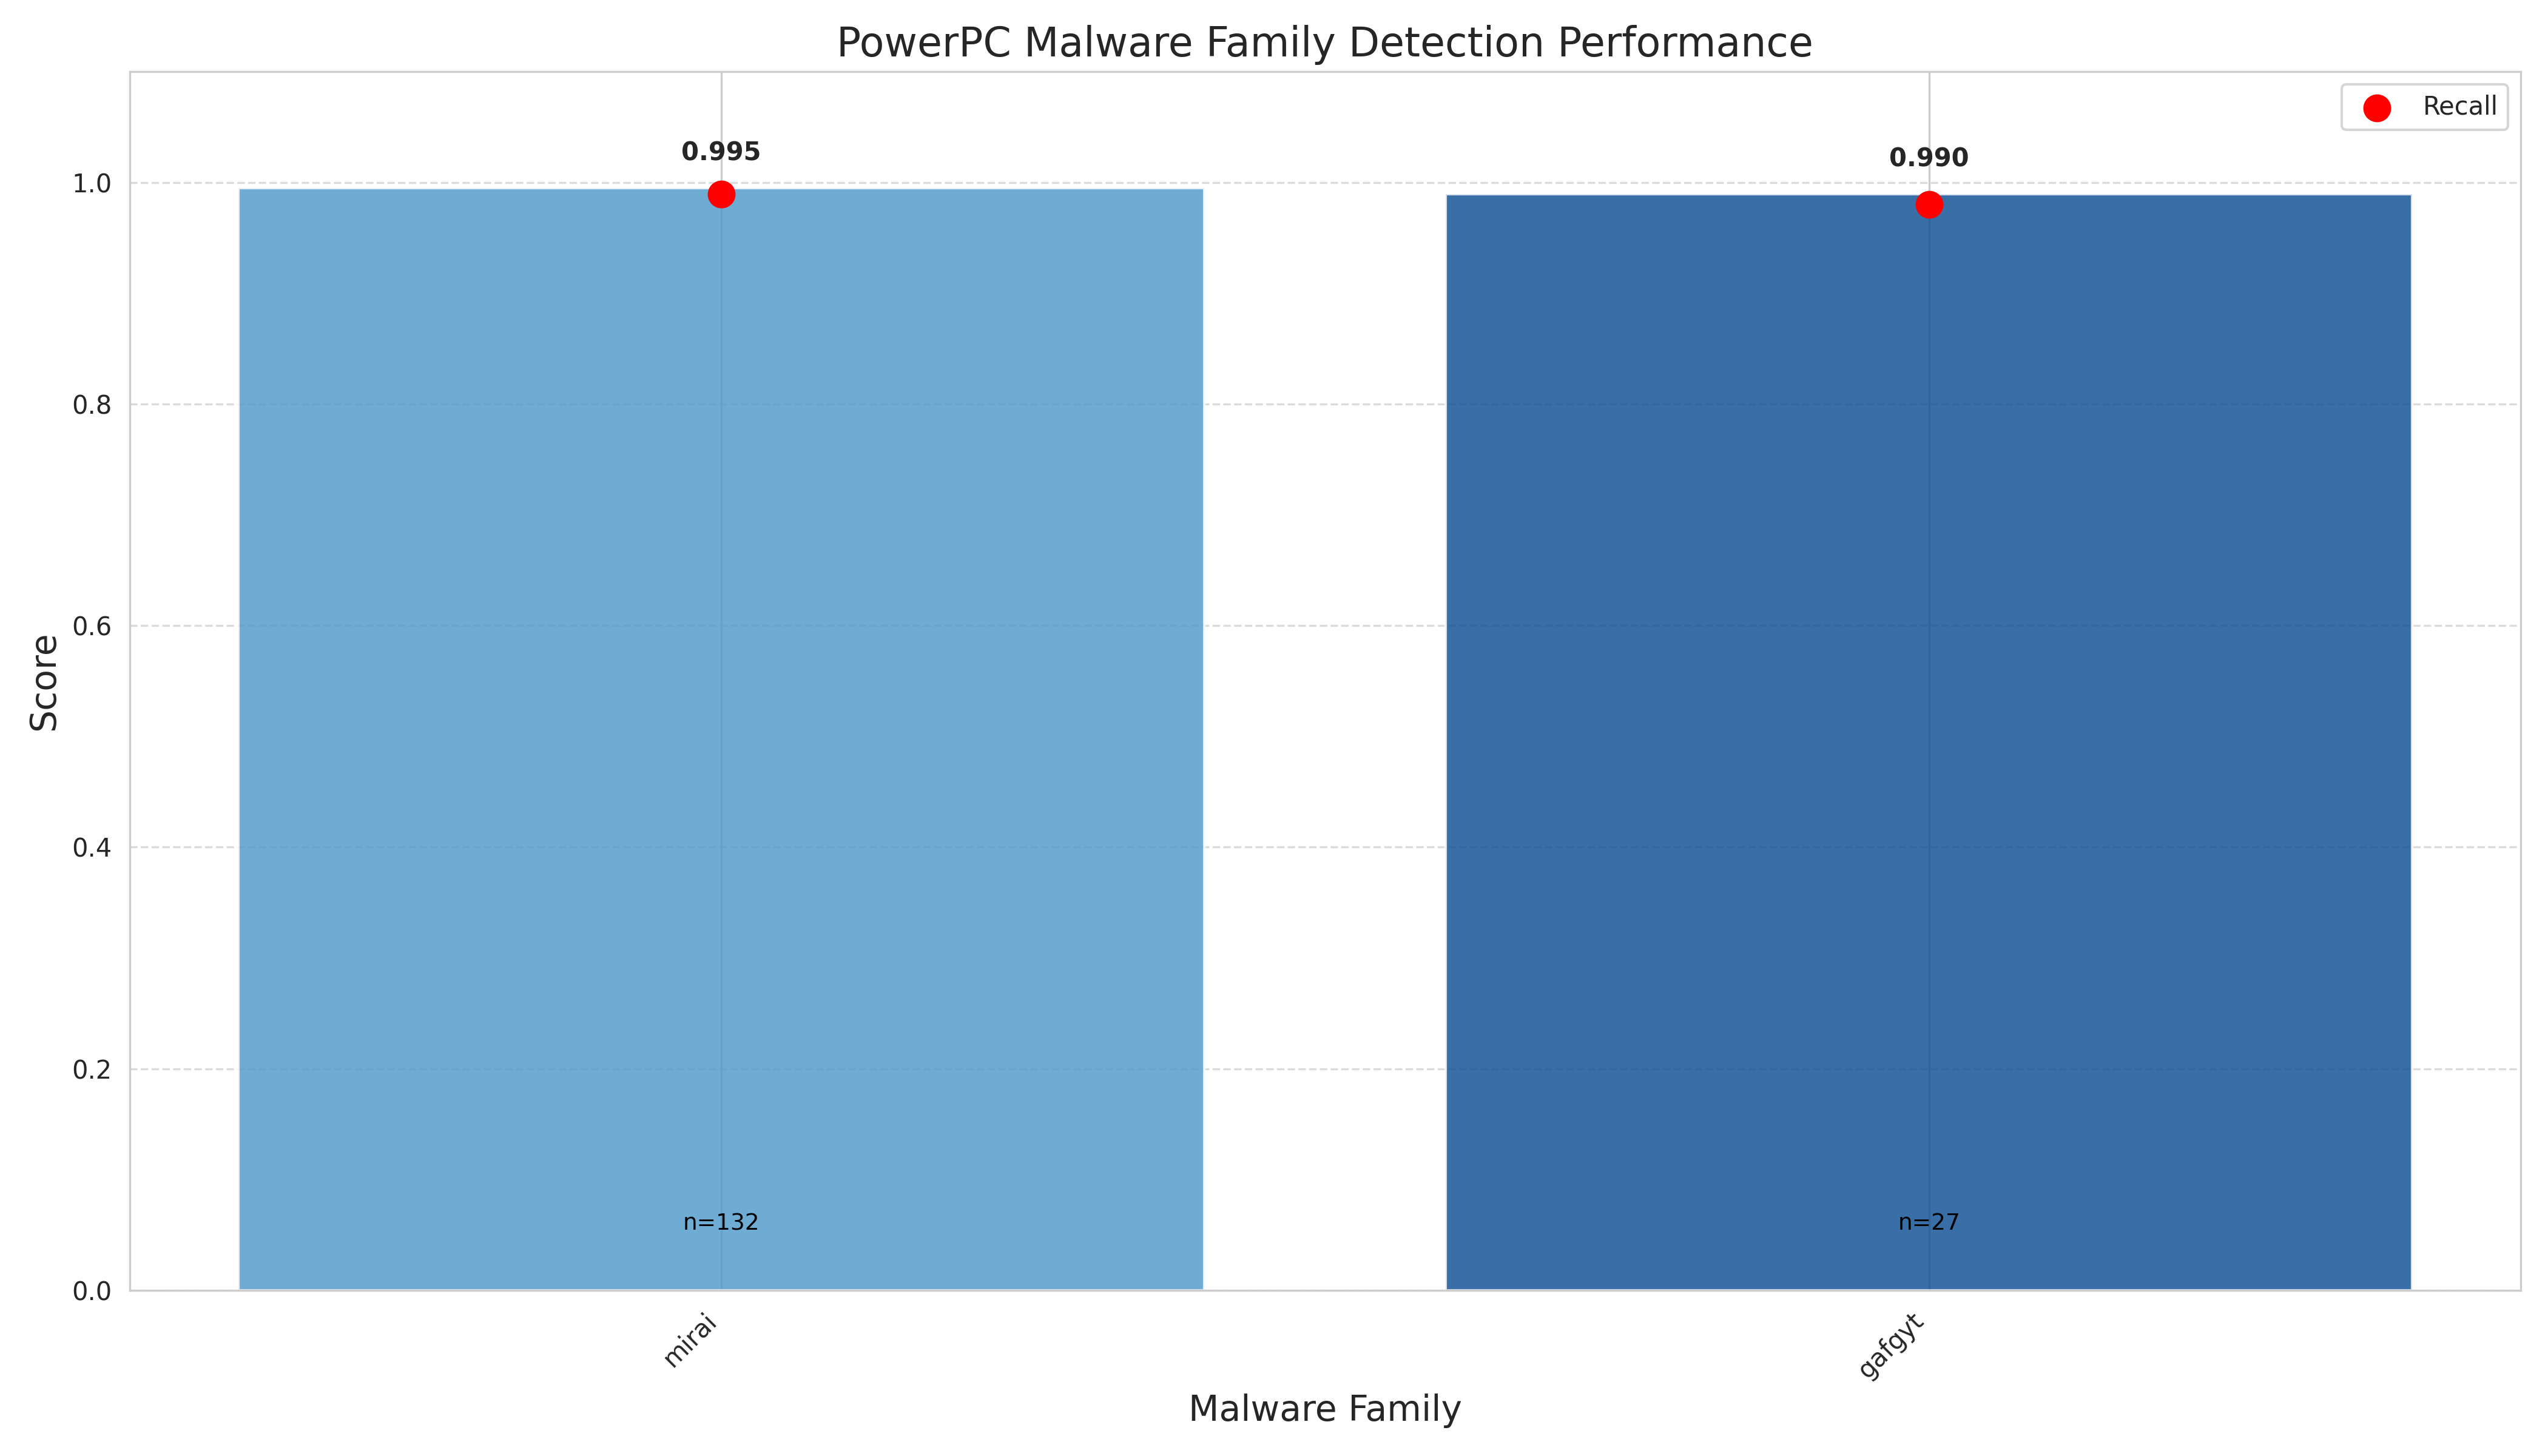 PowerPC Malware Family Detection Performance
Recall
0.995
0.990
1.0
0.8
0.6
0.4
0.2
0.0
Score
n=132
n=27
mirai
gafgyt
Malware Family